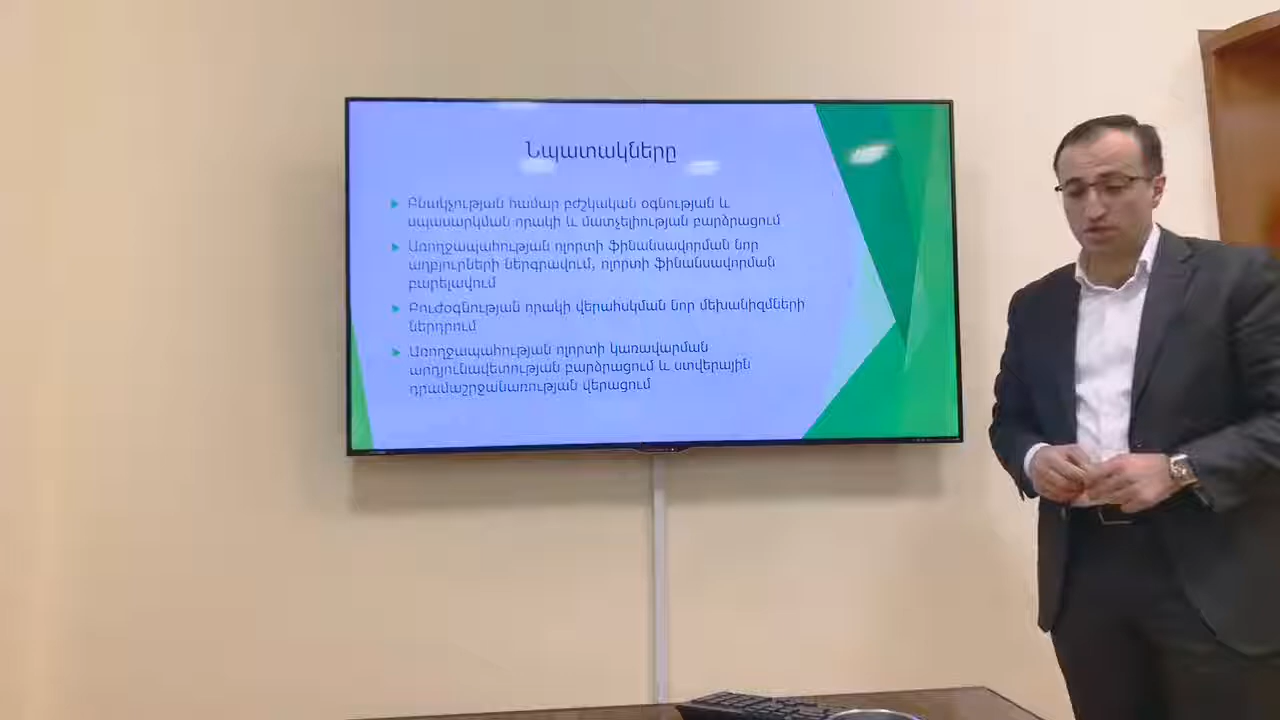 Նպատակները
Բնակչության համար բժշկական օգնության և
սպասարկման որակի և մատչելիության բարձրացում
Առողջապահության ոլորտի ֆինանսավորման նոր
աղբյուրների ներգրավում, ոլորտի ֆինանսավորման
բարելավում
Բուժօգնության որակի վերահսկման նոր մեխանիզմների
ներդրում
Առողջապահության ոլորտի կառավարման
արդյունավետության բարձրացում և ստվերային
դրամաշրջանառության վերացում